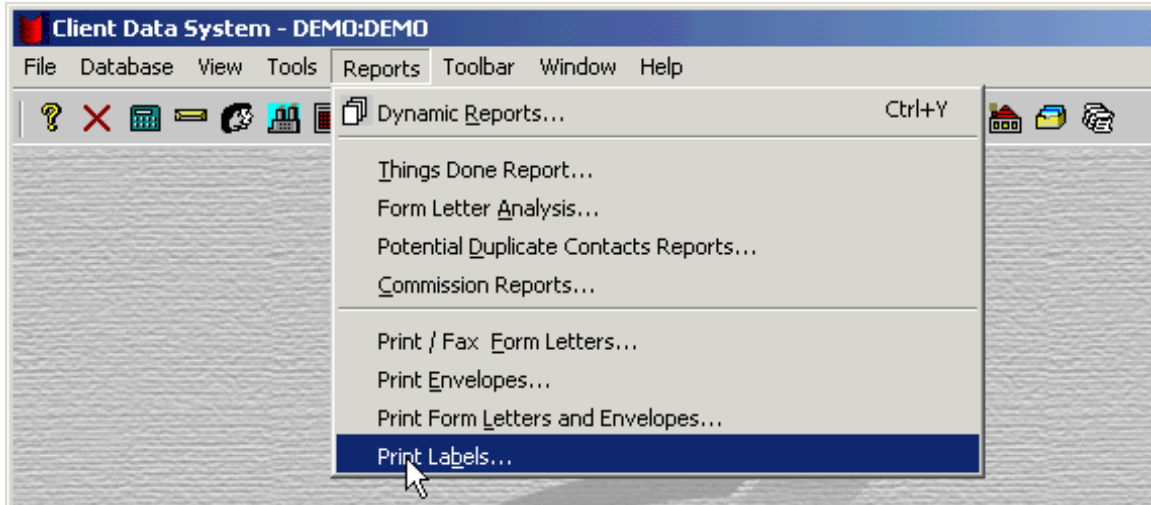 Client Data System - DEMO:DEMO
File Database View Tools Reports Toolbar Window Help
Dynamic Reports... Ctrl+Y
Things Done Report...
Form Letter Analysis...
Potential Duplicate Contacts Reports...
Commission Reports...
Print / Fax  Form Letters...
Print Envelopes...
Print Form Letters and Envelopes...
Print Labels...